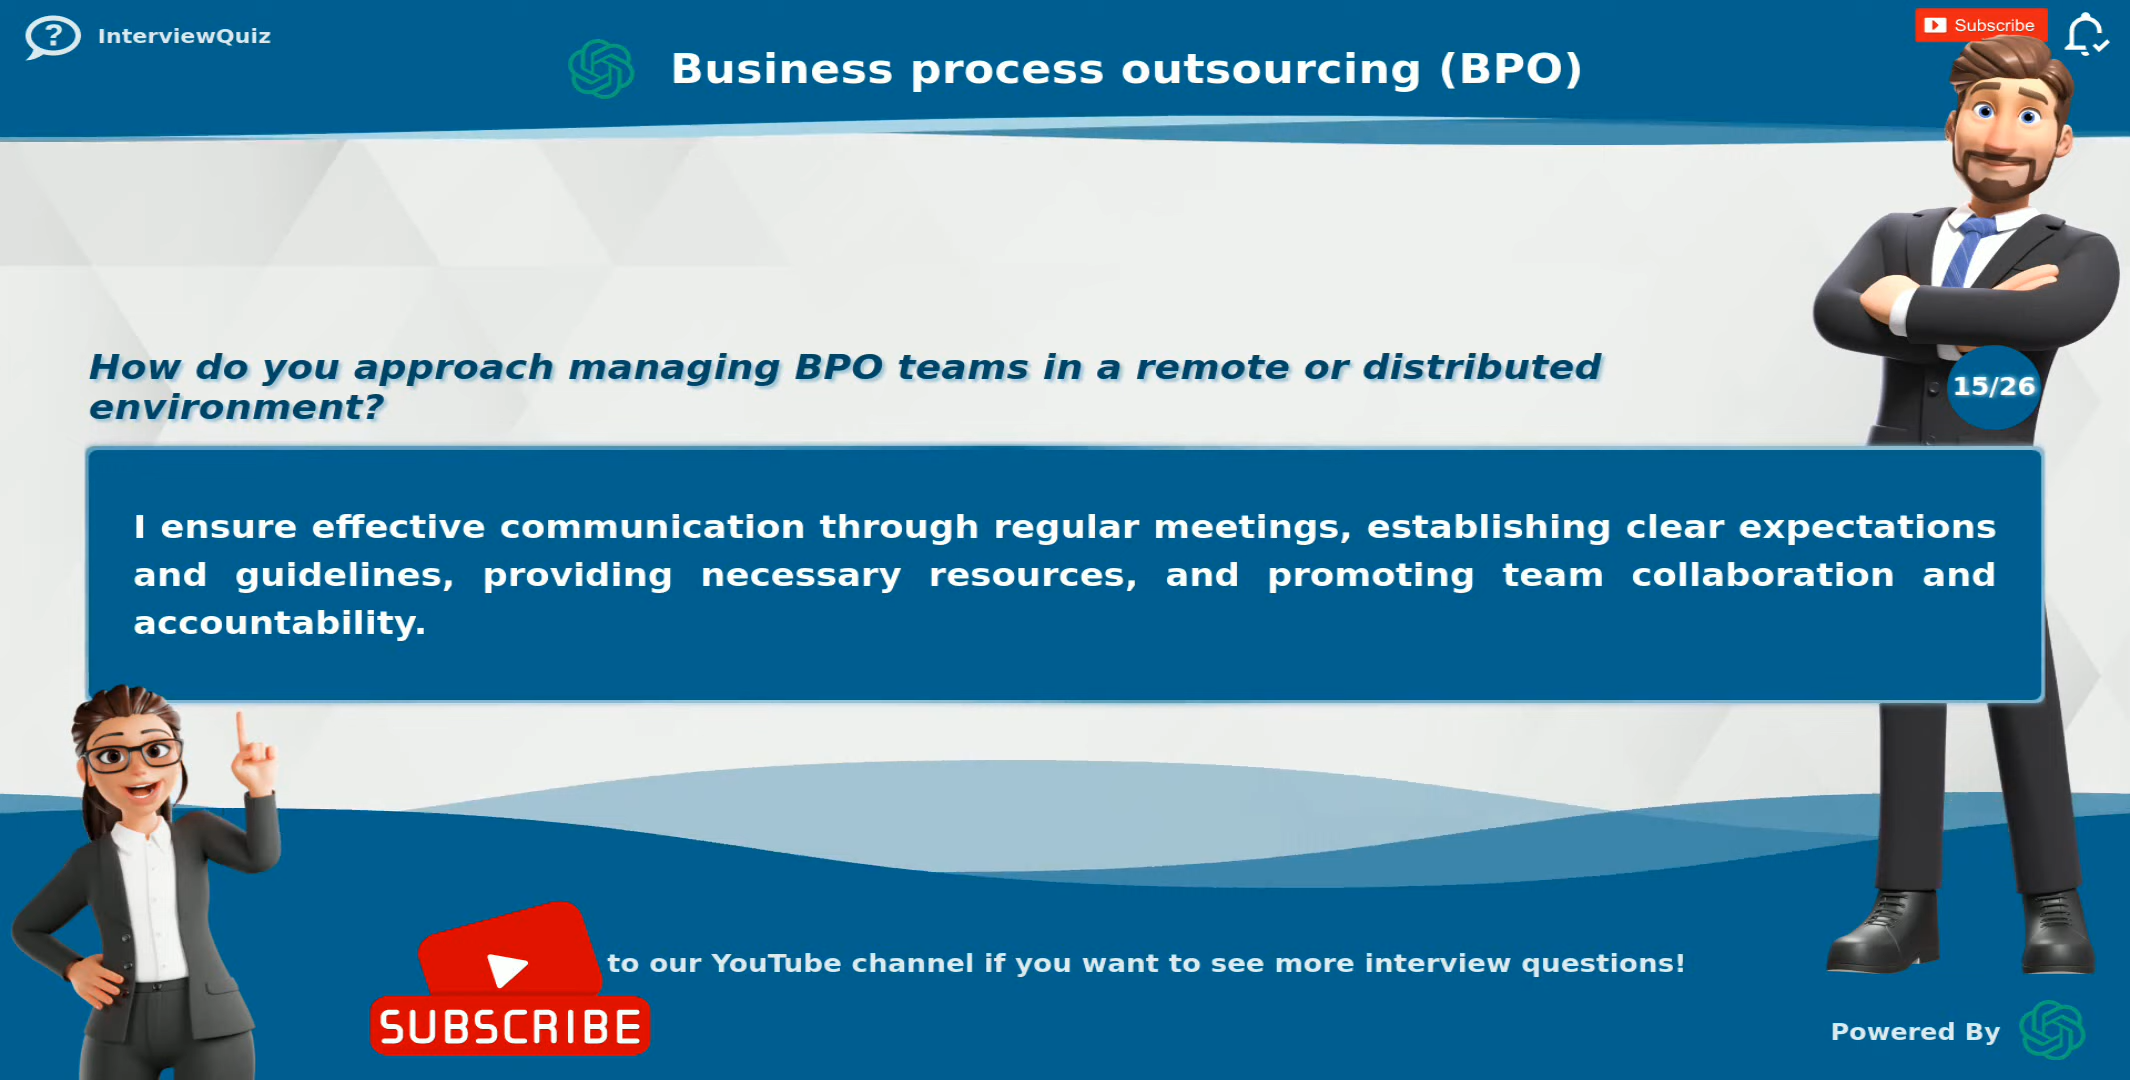 ?
InterviewQuiz
Subscribe
Business process outsourcing (BPO)
How do you approach managing BPO teams in a remote or distributed
environment?
15/26
I ensure effective communication through regular meetings, establishing clear expectations
and guidelines, providing necessary resources, and promoting team collaboration and
accountability.
to our YouTube channel if you want to see more interview questions!
SUBSCRIBE
Powered By